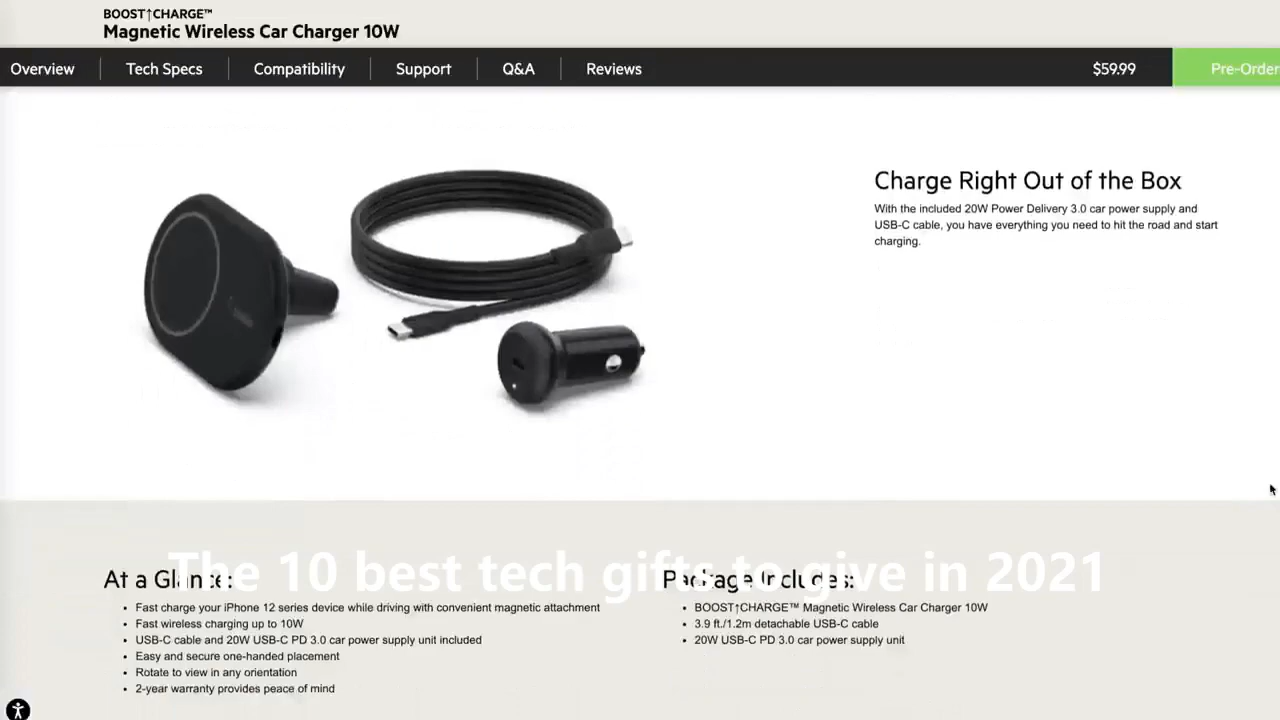 BOOST↑CHARGE™
Magnetic Wireless Car Charger 10W
Overview
Tech Specs
Compatibility
Support
Q&A
Reviews
$59.99
Pre-Order
Charge Right Out of the Box
With the included 20W Power Delivery 3.0 car power supply and
USB-C cable, you have everything you need to hit the road and start
charging.
The 10 best tech gifts to give in 2021
At a Glance:
Fast charge your iPhone 12 series device while driving with convenient magnetic attachment
Fast wireless charging up to 10W
USB-C cable and 20W USB-C PD 3.0 car power supply unit included
Easy and secure one-handed placement
Rotate to view in any orientation
2-year warranty provides peace of mind
Package Includes:
BOOST↑CHARGE™ Magnetic Wireless Car Charger 10W
3.9 ft./1.2m detachable USB-C cable
20W USB-C PD 3.0 car power supply unit